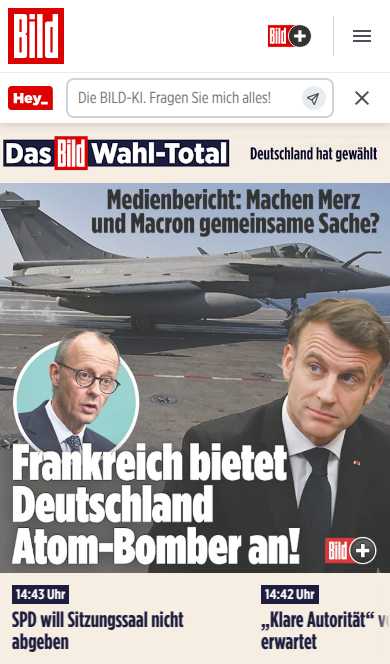 Bild
Bild+
Hey_
Die BILD-KI. Fragen Sie mich alles!
Das Bild Wahl-Total
Deutschland hat gewählt
Medienbericht: Machen Merz
und Macron gemeinsame Sache?
Frankreich bietet
Deutschland
Atom-Bomber an!
Bild+
14:43 Uhr
SPD will Sitzungssaal nicht
abgeben
14:42 Uhr
„Klare Autorität“
erwartet